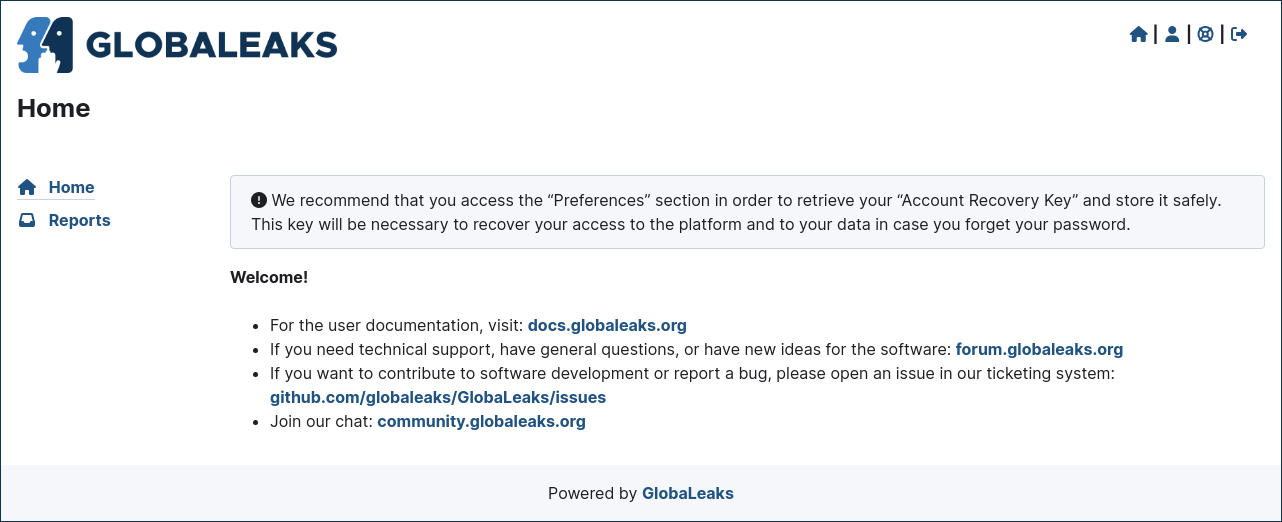 GLOBALEAKS
Home
Home
Reports
We recommend that you access the “Preferences” section in order to retrieve your “Account Recovery Key” and store it safely.
This key will be necessary to recover your access to the platform and to your data in case you forget your password.
Welcome!
For the user documentation, visit: docs.globaleaks.org
If you need technical support, have general questions, or have new ideas for the software: forum.globaleaks.org
If you want to contribute to software development or report a bug, please open an issue in our ticketing system:
github.com/globaleaks/GlobaLeaks/issues
Join our chat: community.globaleaks.org
Powered by GlobaLeaks